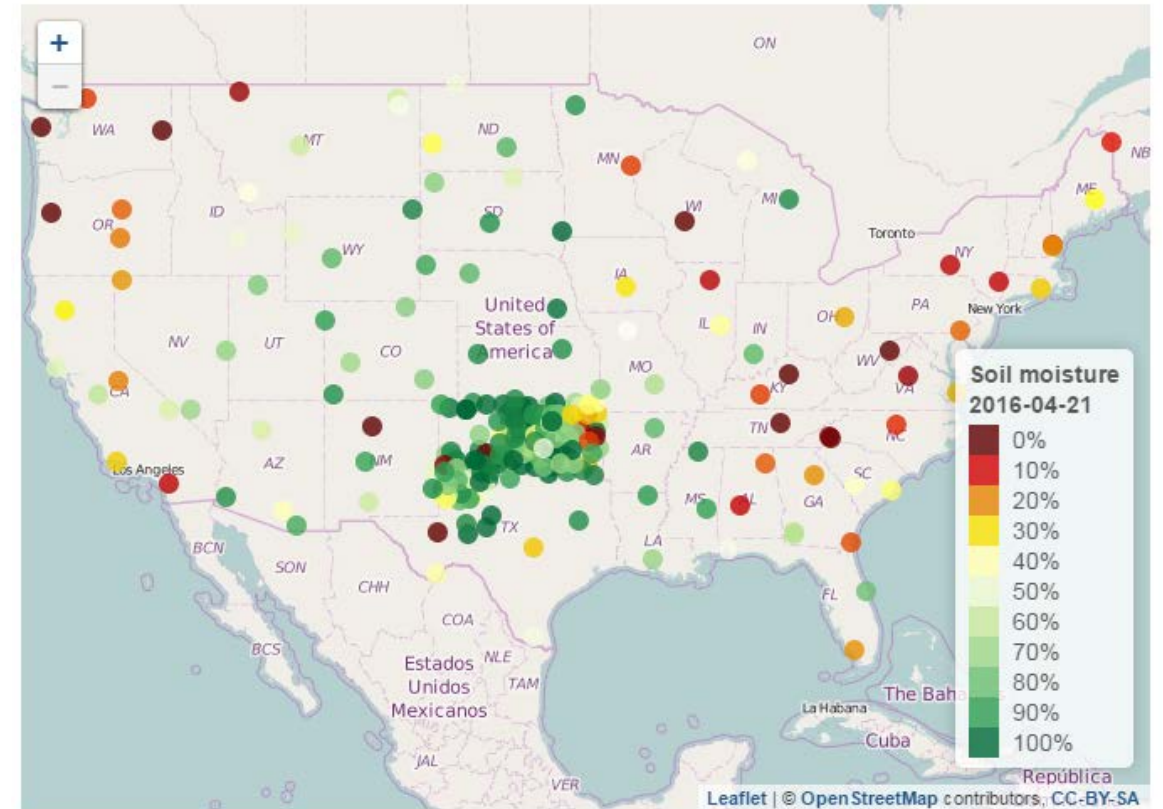 +
−
ON
WA
MT
ND
MN
NB
ME
OR
ID
SD
WI
MI
Toronto
NY
WY
IA
United
States of
America
IL
IN
OH
PA
New York
NV
UT
CO
MO
WV
VA
KY
CA
TN
NC
Los Angeles
AZ
NM
AR
SC
MS
AL
GA
TX
LA
BCN
SON
CHH
FL
COA
BCS
NLE
Estados
Unidos
Mexicanos
TAM
The Bah
La Habana
Cuba
JAL
VER
República
Soil moisture
2016-04-21
0%
10%
20%
30%
40%
50%
60%
70%
80%
90%
100%
Leaflet | © OpenStreetMap contributors, CC-BY-SA